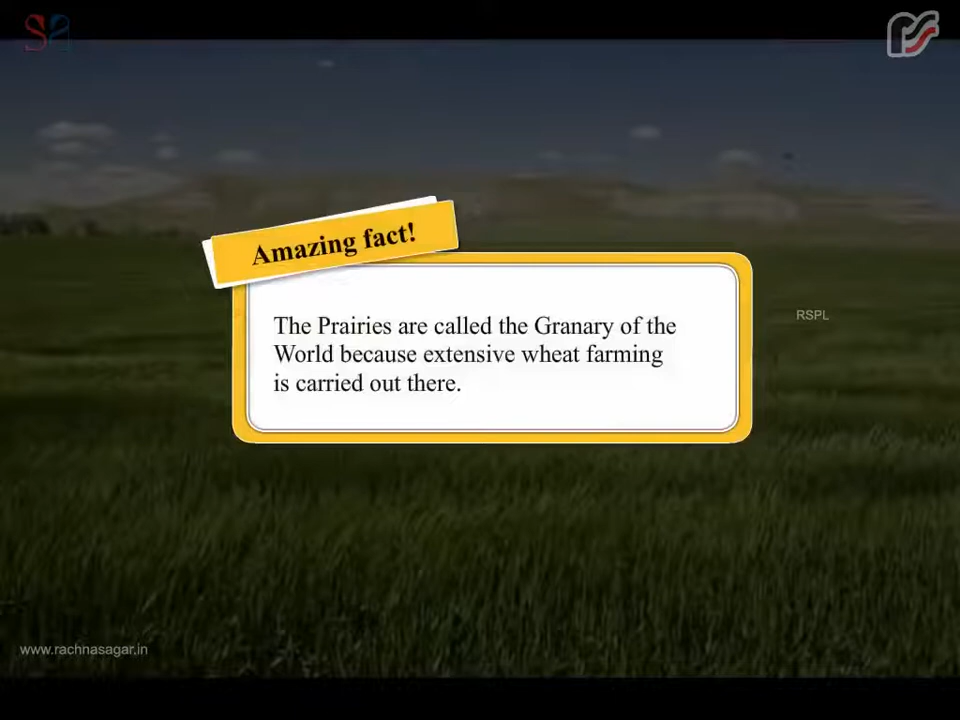 Amazing fact!
The Prairies are called the Granary of the
World because extensive wheat farming
is carried out there.
RSPL
www.rachnasagar.in